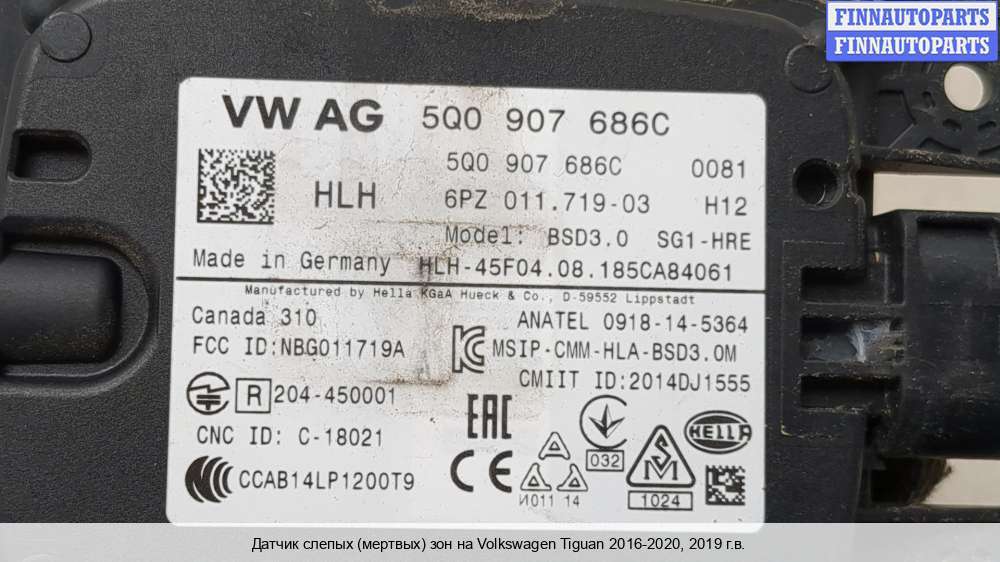 FINNAUTOPARTS
FINNAUTOPARTS
VW AG 5Q0 907 686C
5Q0 907 686C 0081
HLH 6PZ 011.719-03 H12
Model: BSD3.0 SG1-HRE
Made in Germany HLH-45F04.08.185CA84061
Manufactured by Hella KGaA Hueck & Co., D-59552 Lippstadt
Canada 310 ANATEL 0918-14-5364
FCC ID:NBG011719A MSIP-CMM-HLA-BSD3.0M
CMIIT ID:2014DJ1555
R 204-450001
CNC ID: C-18021
EAC
032
HELLA
CCAB14LP1200T9
CE
И011 14
SM
1024
Датчик слепых (мертвых) зон на Volkswagen Tiguan 2016-2020, 2019 г.в.